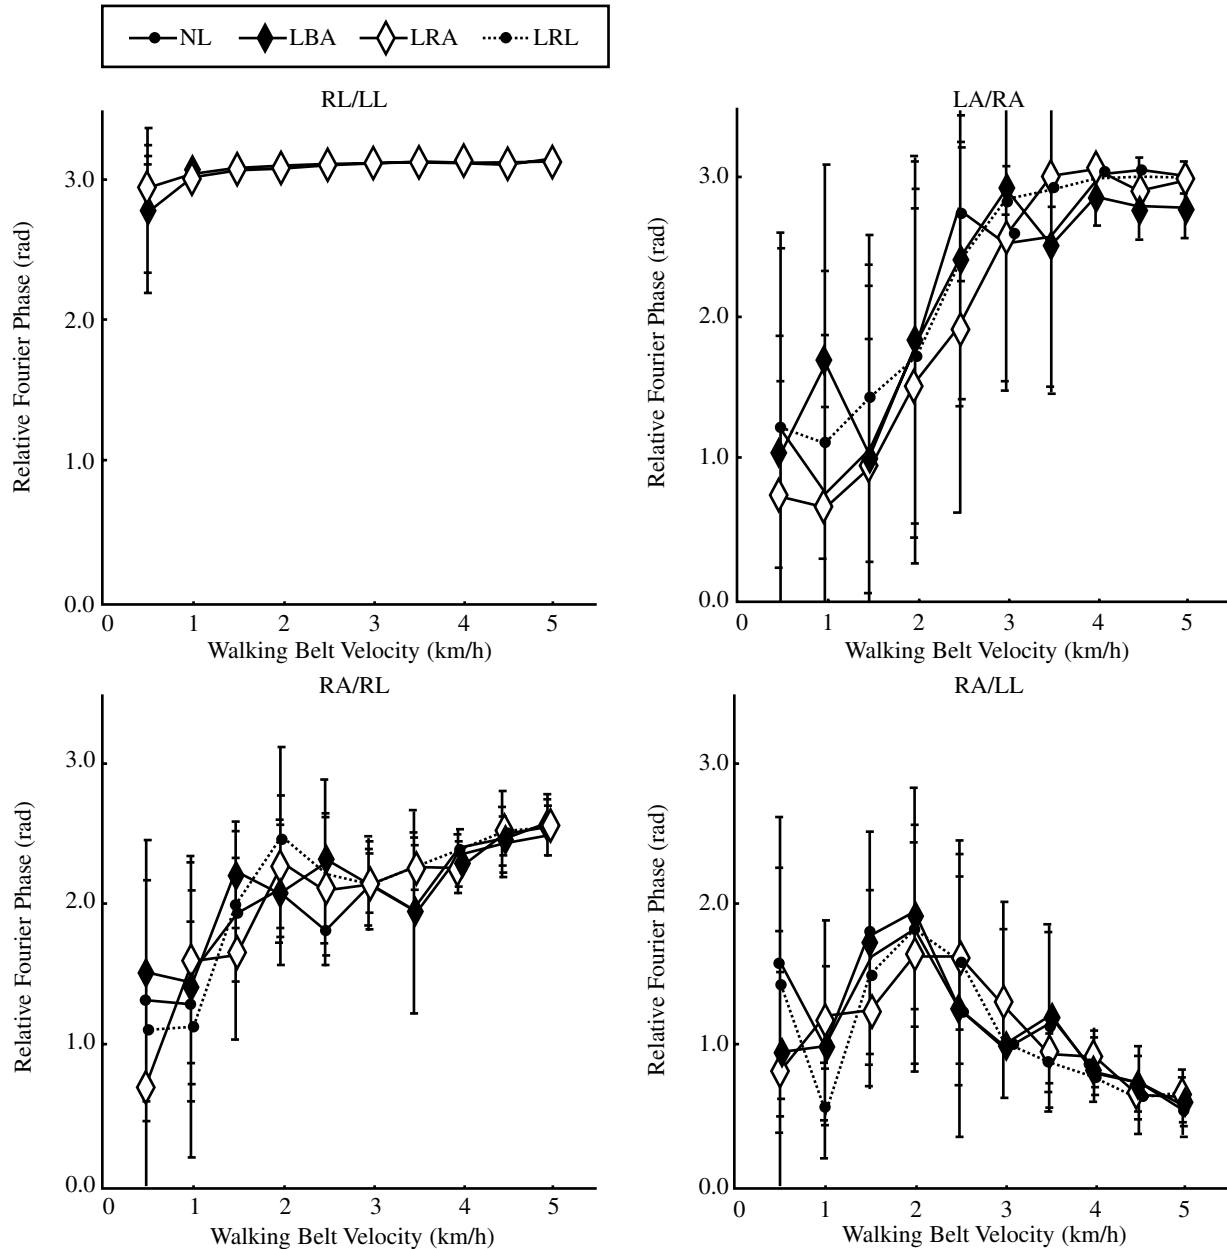 NL LBA LRA LRL
RL/LL
Relative Fourier Phase (rad)
3.0
2.0
1.0
0.0
0 1 2 3 4 5
Walking Belt Velocity (km/h)
LA/RA
Relative Fourier Phase (rad)
3.0
2.0
1.0
0.0
0 1 2 3 4 5
Walking Belt Velocity (km/h)
RA/RL
Relative Fourier Phase (rad)
3.0
2.0
1.0
0.0
0 1 2 3 4 5
Walking Belt Velocity (km/h)
RA/LL
Relative Fourier Phase (rad)
3.0
2.0
1.0
0.0
0 1 2 3 4 5
Walking Belt Velocity (km/h)